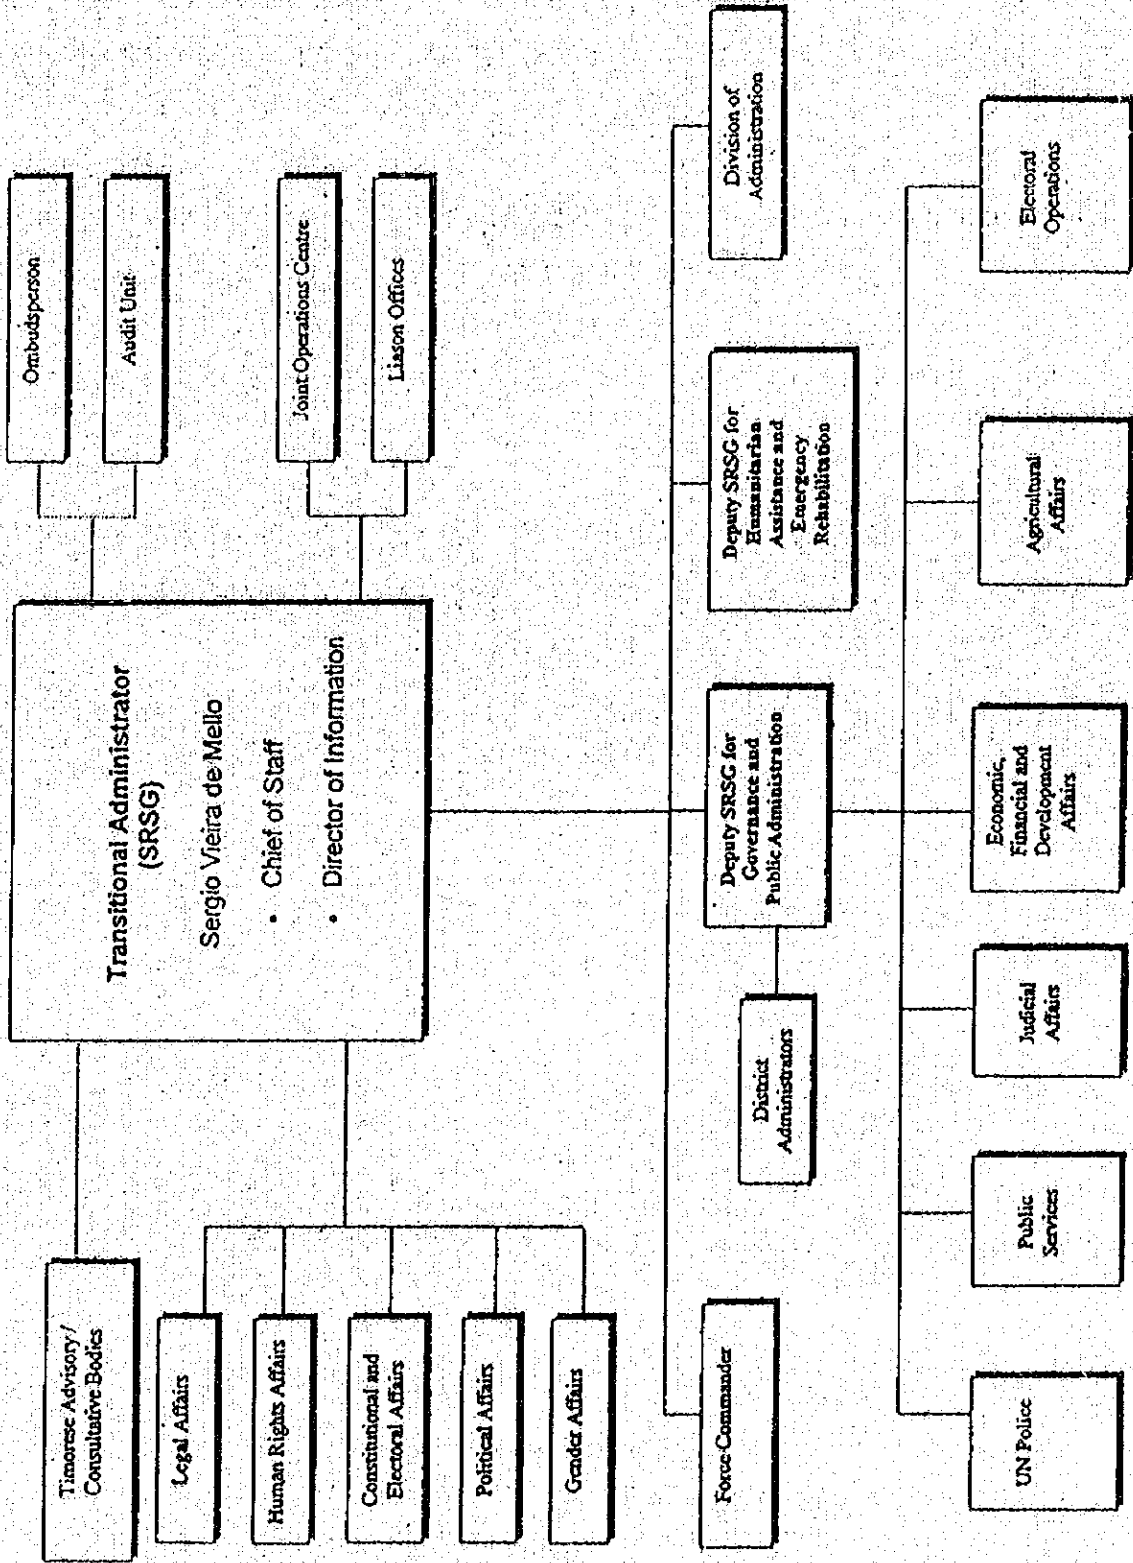 Transitional Administrator
(SRSG)
Sergio Vieira de Mello
• Chief of Staff
• Director of Information
Ombudsperson
Audit Unit
Joint Operations Centre
Liason Offices
Timorese Advisory /
Consultative Bodies
Legal Affairs
Human Rights Affairs
Constitutional and
Electoral Affairs
Political Affairs
Gender Affairs
Force Commander
Deputy SRSG for
Governance and
Public Administration
Deputy SRSG for
Humanitarian
Assistance and
Emergency
Rehabilitation
Division of
Administration
District
Administrators
UN Police
Public
Services
Judicial
Affairs
Economic,
Financial and
Development
Affairs
Agricultural
Affairs
Electoral
Operations